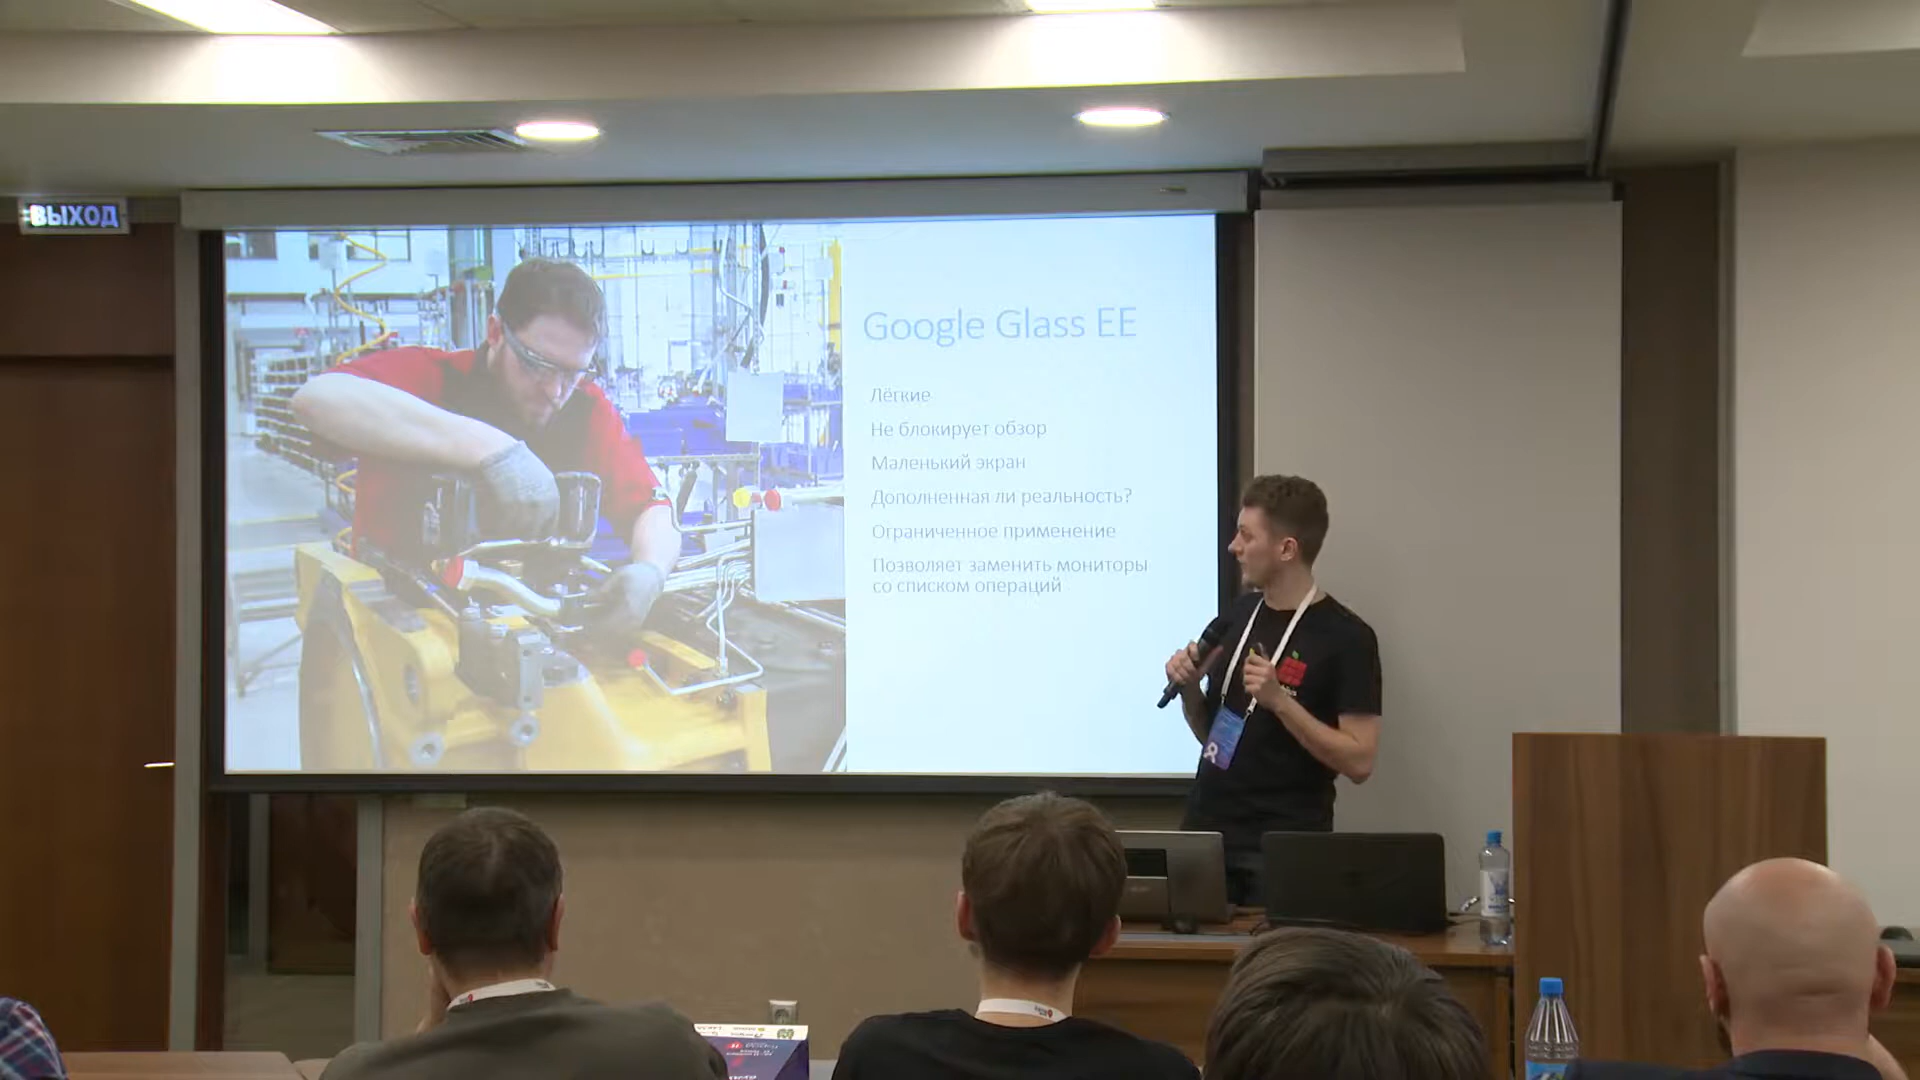 ВЫХОД
Google Glass EE
Лёгкие
Не блокирует обзор
Маленький экран
Дополненная ли реальность?
Ограниченное применение
Позволяет заменить мониторы
со списком операций